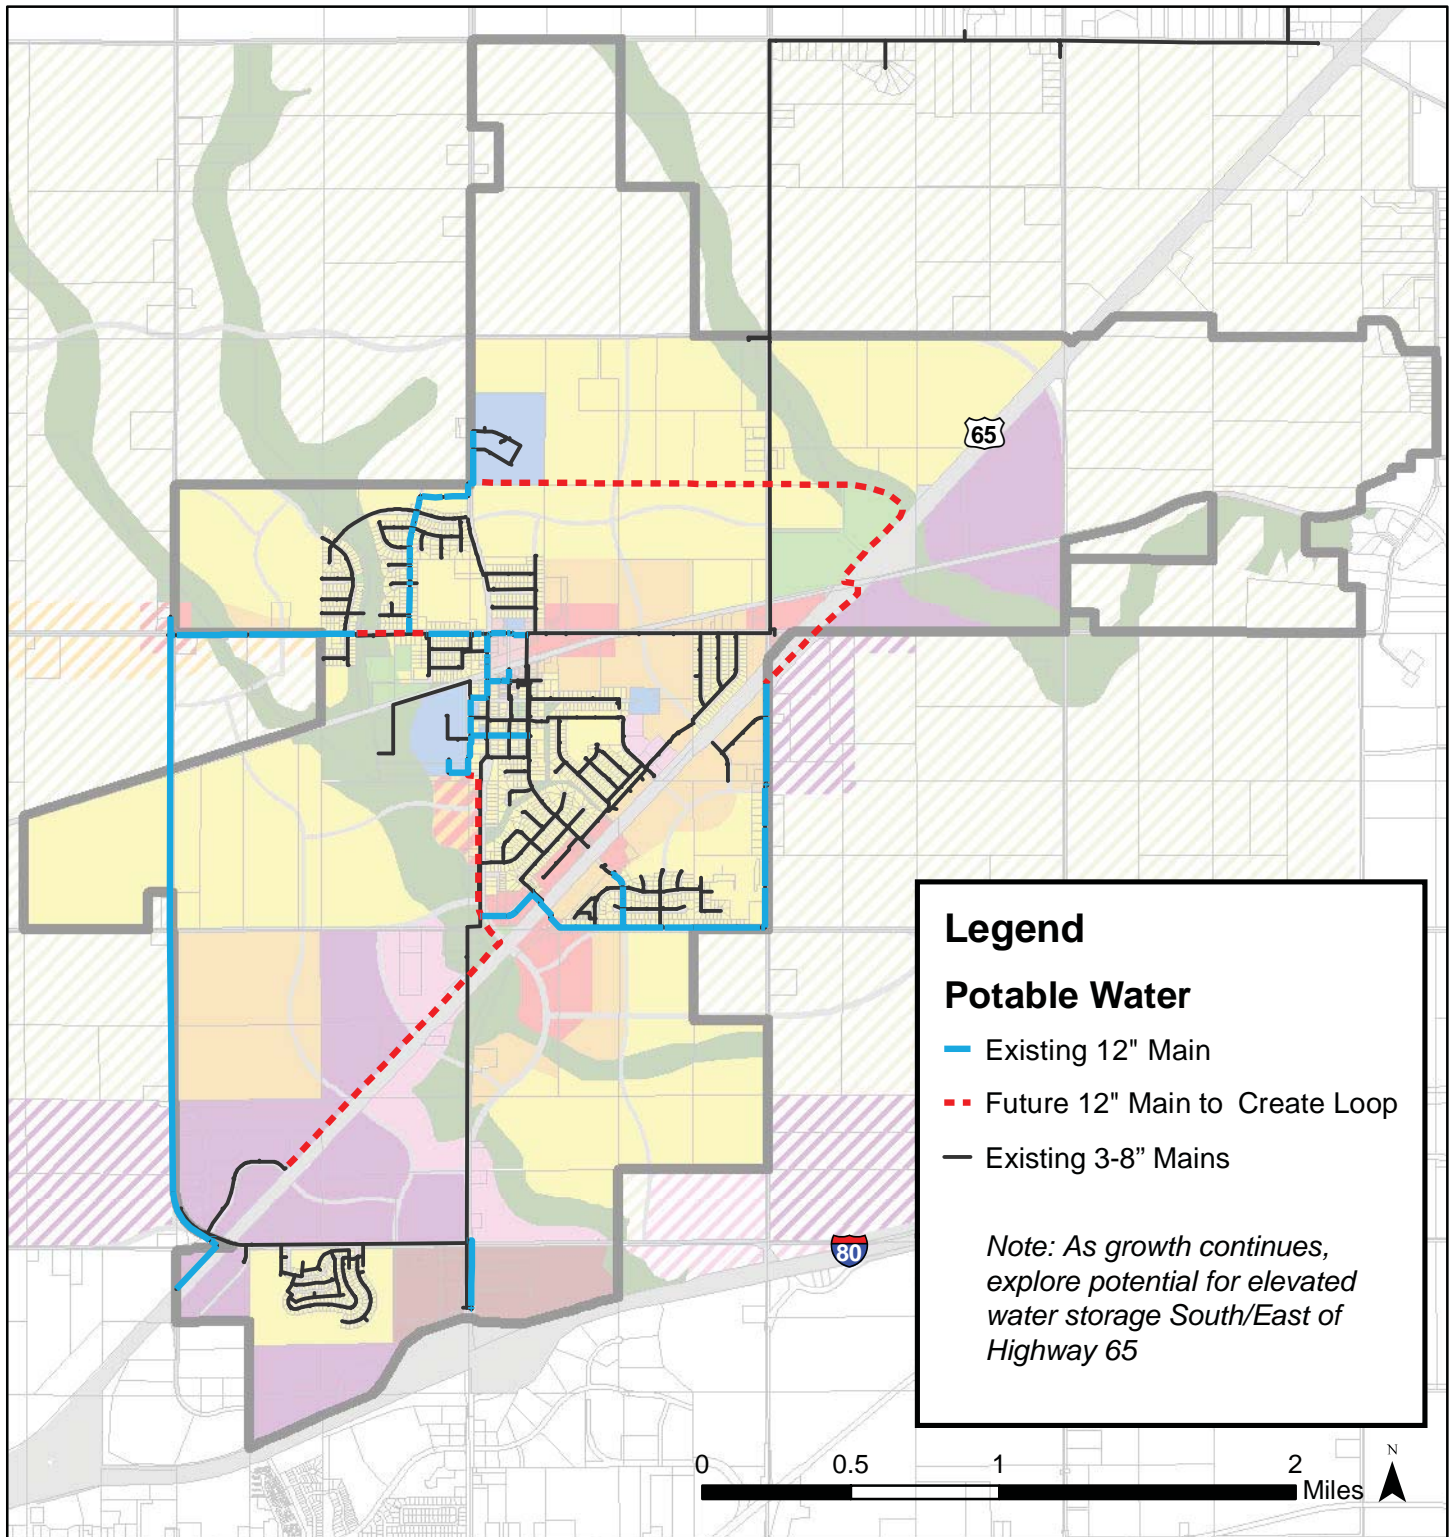 65
Legend
Potable Water
Existing 12" Main
Future 12" Main to Create Loop
Existing 3-8” Mains
Note: As growth continues,
explore potential for elevated
water storage South/East of
Highway 65
80
0 0.5 1 2
Miles
N